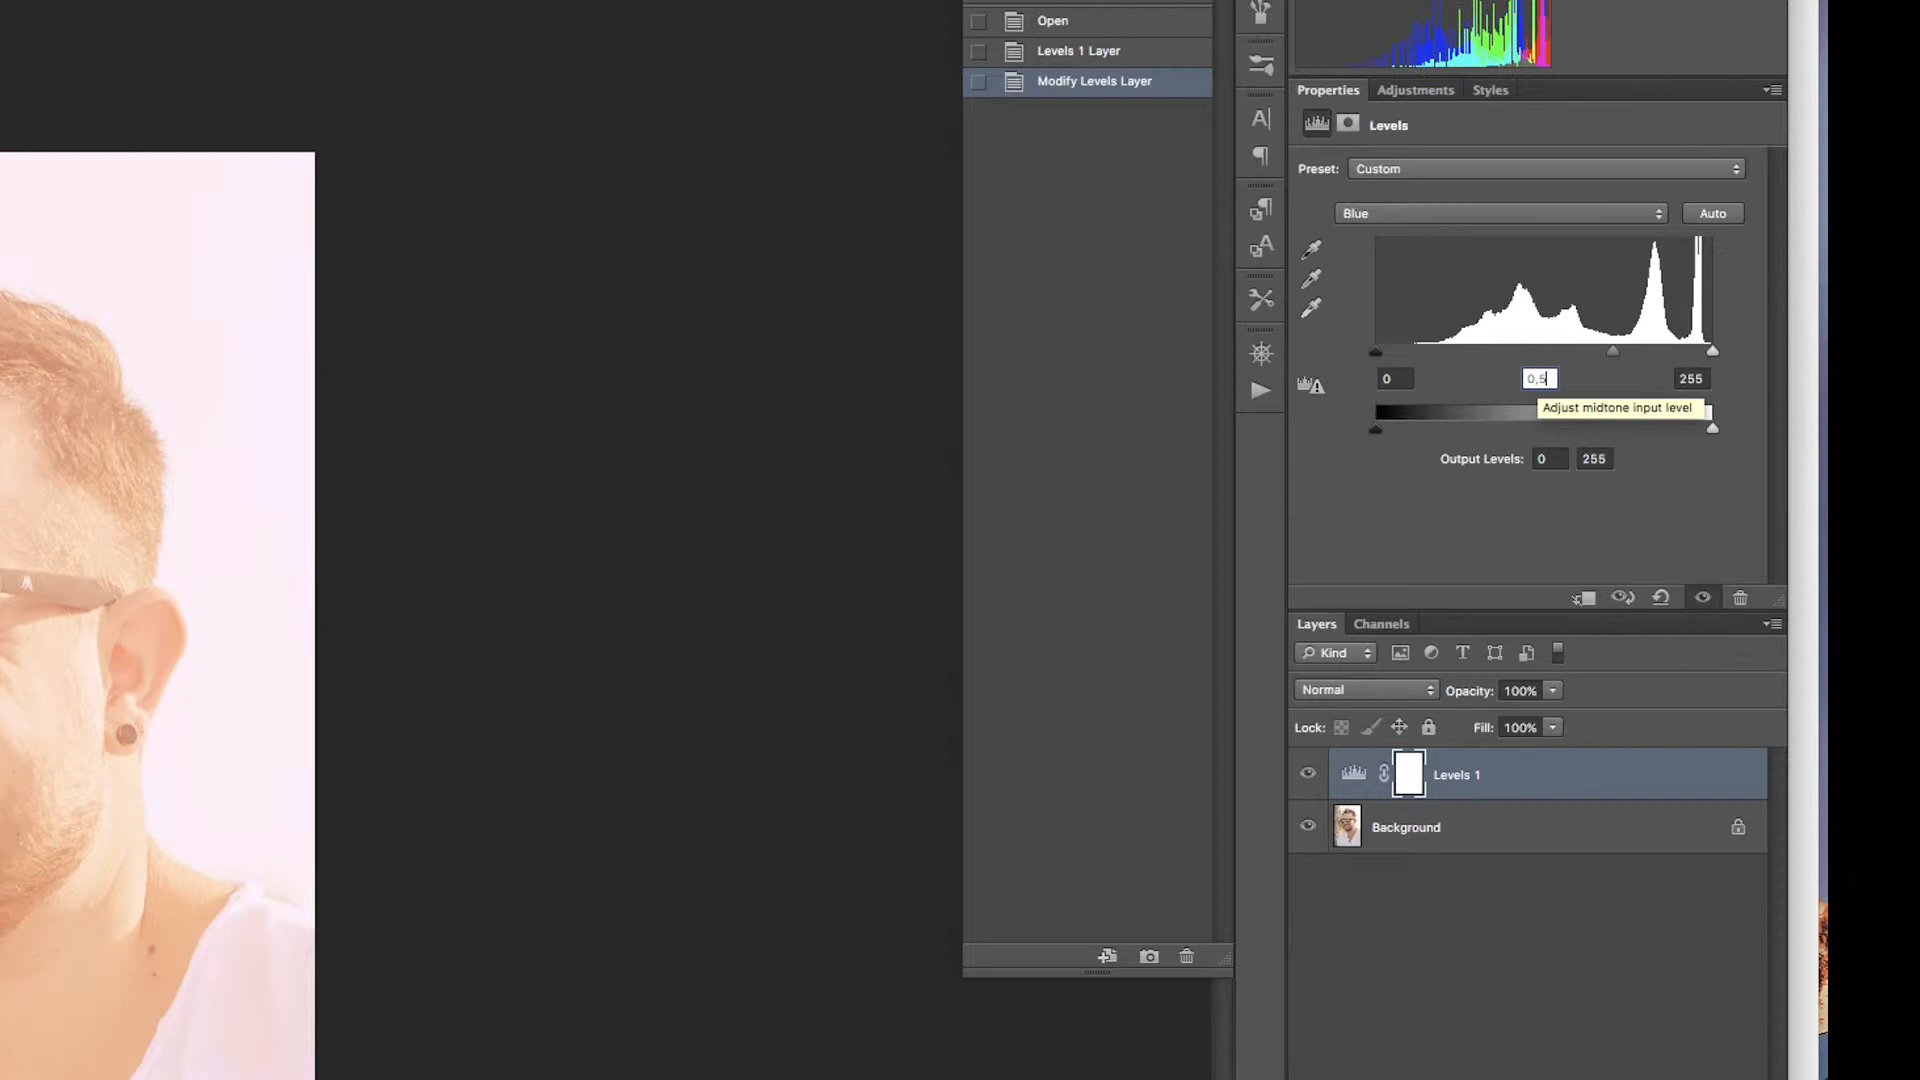 Open
Levels 1 Layer
Modify Levels Layer
Properties Adjustments Styles
Levels
Preset: Custom
Blue Auto
0 0,5 255
Adjust midtone input level
Output Levels: 0 255
Layers Channels
Kind
Normal Opacity: 100%
Lock: Fill: 100%
Levels 1
Background